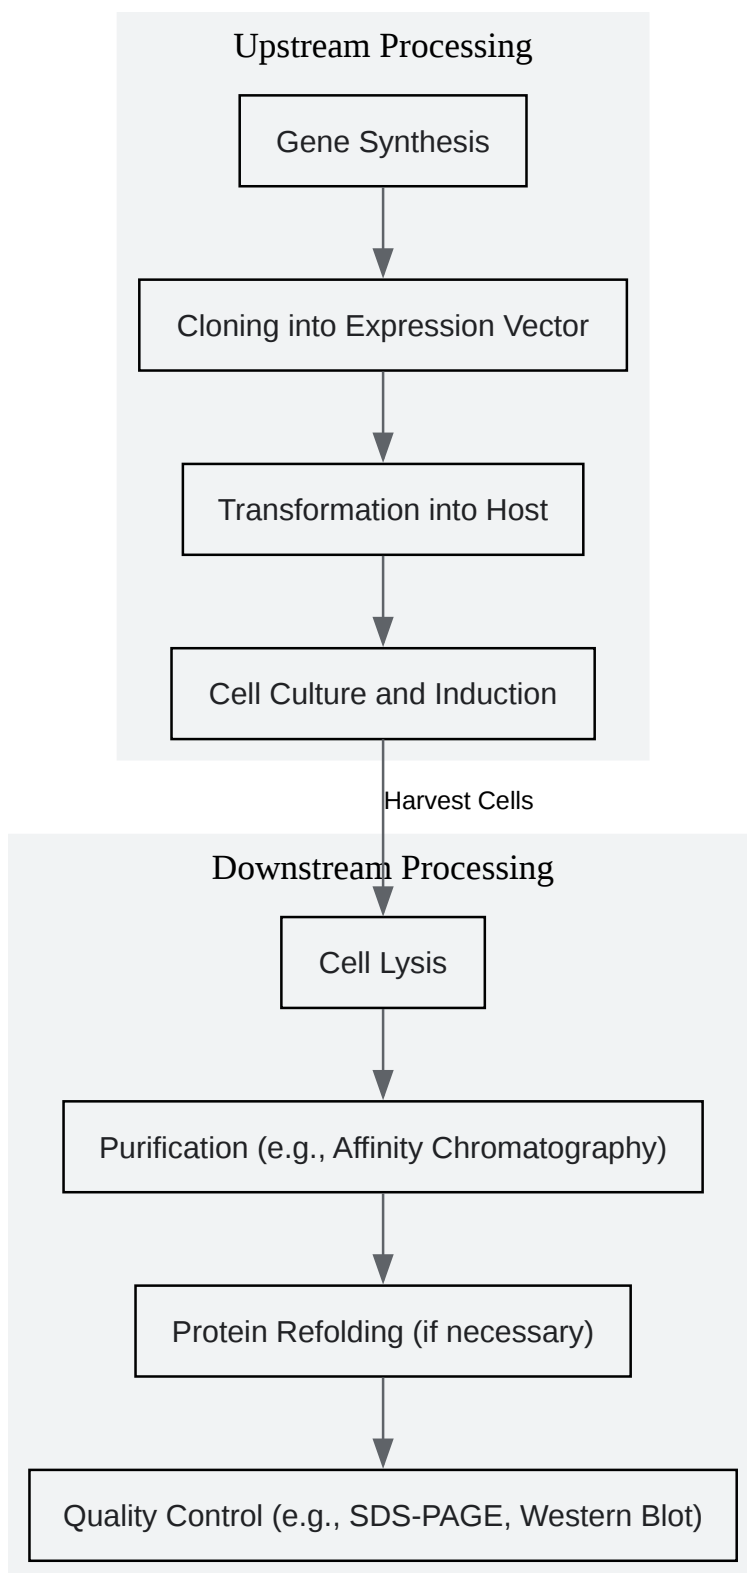 Upstream Processing
Gene Synthesis
Cloning into Expression Vector
Transformation into Host
Cell Culture and Induction
Harvest Cells
Downstream Processing
Cell Lysis
Purification (e.g., Affinity Chromatography)
Protein Refolding (if necessary)
Quality Control (e.g., SDS-PAGE, Western Blot)